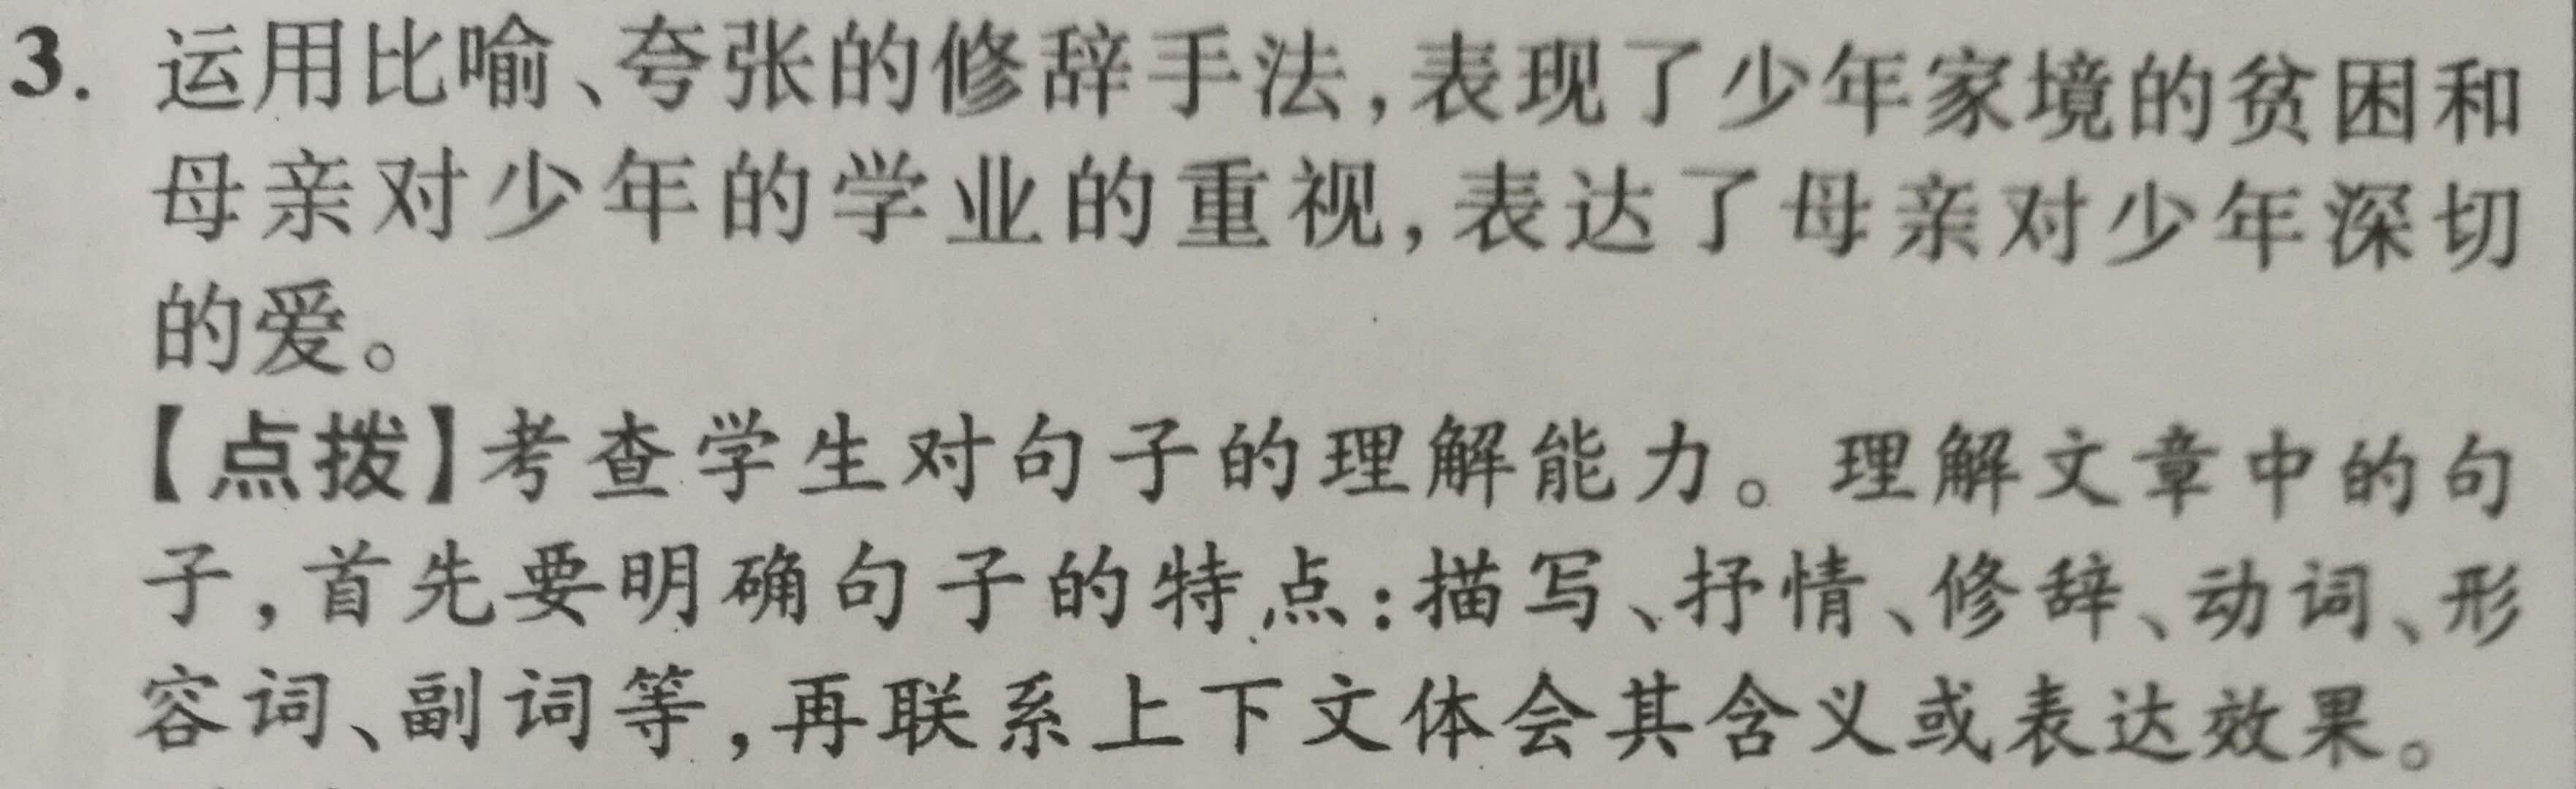 3. 运用比喻、夸张的修辞手法,表现了少年家境的贫困和
母亲对少年的学业的重视,表达了母亲对少年深切
的爱。
【点拨】考查学生对句子的理解能力。理解文章中的句
子,首先要明确句子的特点:描写、抒情、修辞、动词、形
容词、副词等,再联系上下文体会其含义或表达效果。